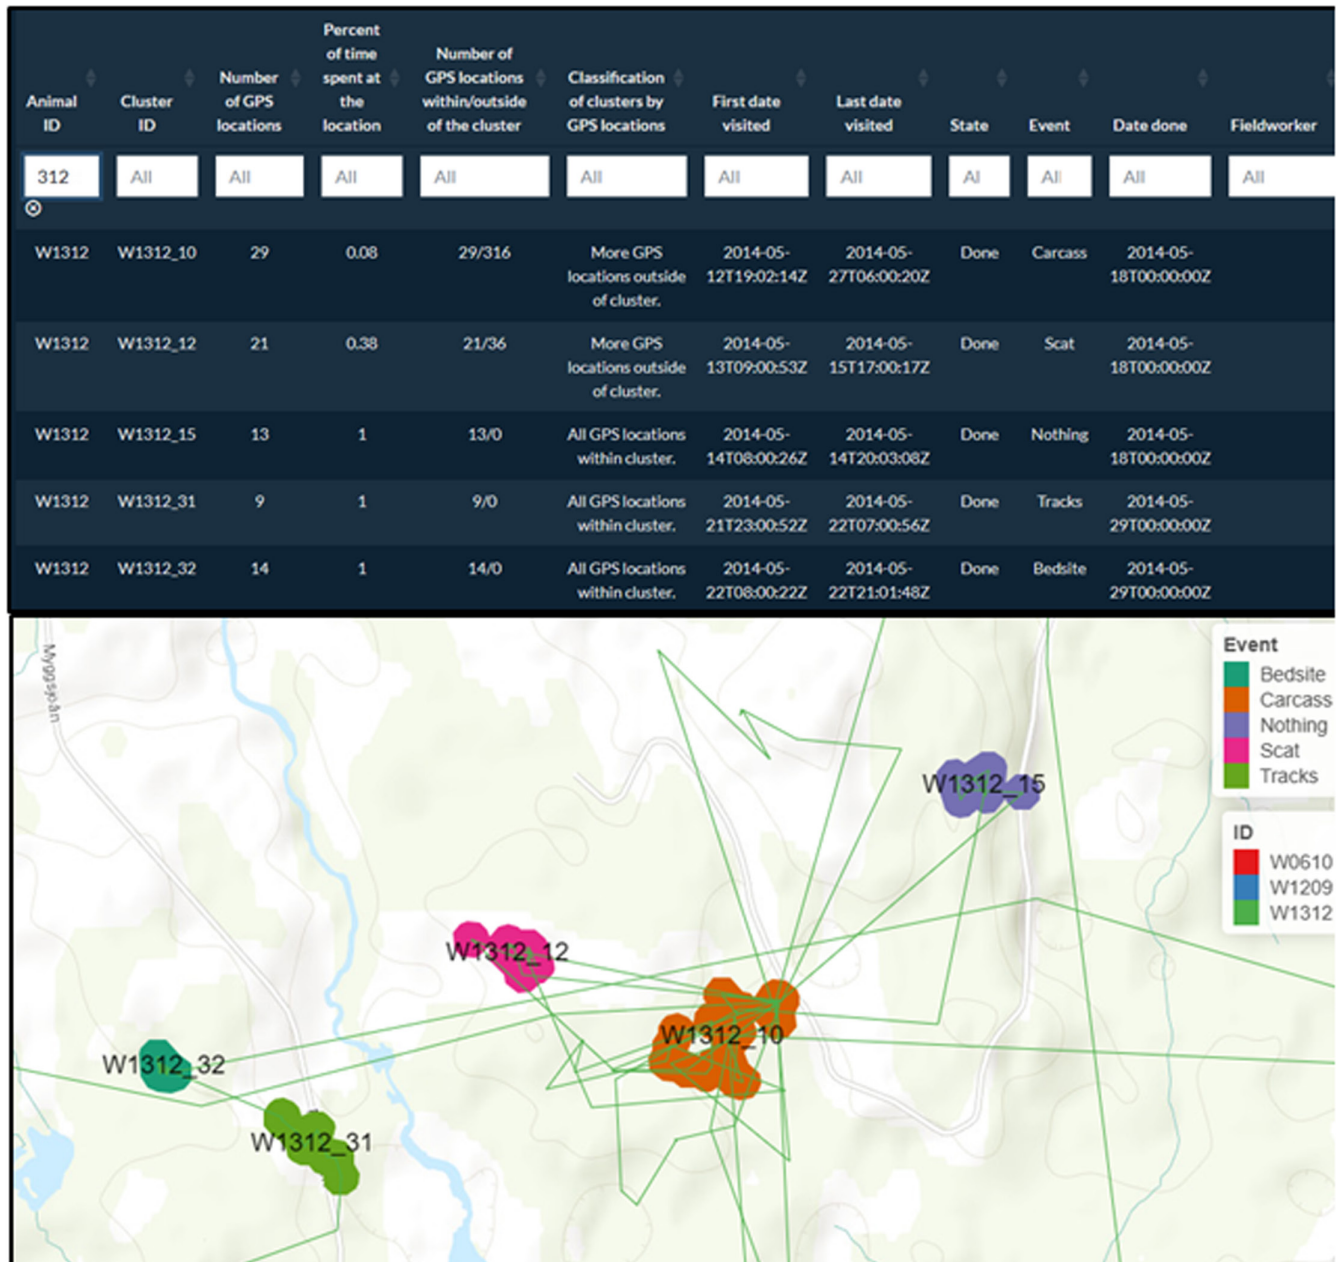 Percent
of time Number of
Number spent at GPS locations Classification
Animal Cluster of GPS the within/outside of clusters by First date Last date
ID ID locations location of the cluster GPS locations visited visited State Event Date done Fieldworker
312 All All All All All All All Al All All All
W1312 W1312_10 29 0.08 29/316 More GPS 2014-05- 2014-05- Done Carcass 2014-05-
locations outside 12T19:02:14Z 27T06:00:20Z 18T00:00:00Z
of cluster.
W1312 W1312_12 21 0.38 21/36 More GPS 2014-05- 2014-05- Done Scat 2014-05-
locations outside 13T09:00:53Z 15T17:00:17Z 18T00:00:00Z
of cluster.
W1312 W1312_15 13 1 13/0 All GPS locations 2014-05- 2014-05- Done Nothing 2014-05-
within cluster. 14T08:00:26Z 14T20:03:08Z 18T00:00:00Z
W1312 W1312_31 9 1 9/0 All GPS locations 2014-05- 2014-05- Done Tracks 2014-05-
within cluster. 21T23:00:52Z 22T07:00:56Z 29T00:00:00Z
W1312 W1312_32 14 1 14/0 All GPS locations 2014-05- 2014-05- Done Bedsite 2014-05-
within cluster. 22T08:00:22Z 22T21:01:48Z 29T00:00:00Z
Myggsjöån
Event
Bedsite
Carcass
Nothing
Scat
Tracks
W1312_15
ID
W0610
W1209
W1312
W1312_12
W1312_10
W1312_32
W1312_31